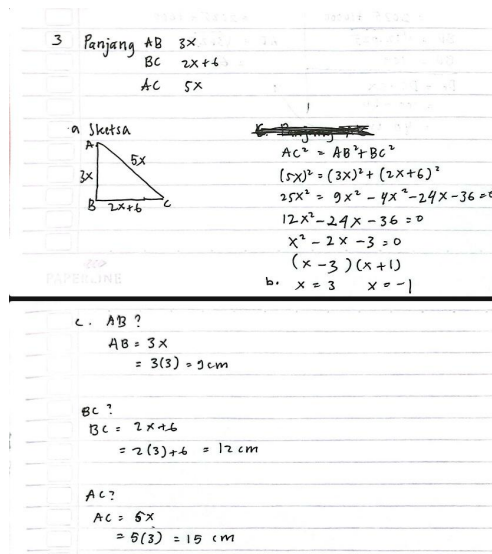 3 Panjang AB 3x
BC 2x+6
AC 5x
a Sketsa
A
5x
3x
B 2x+6 C
AC² = AB² + BC²
(5x)² = (3x)² + (2x+6)²
25x² = 9x² - 4x² - 24x - 36 = 0
12x² - 24x - 36 = 0
x² - 2x - 3 = 0
(x-3)(x+1)
b. x = 3 x = -1
PAPERLINE
c. AB?
AB = 3x
= 3(3) = 9 cm
BC?
BC = 2x+6
= 2(3)+6 = 12 cm
AC?
AC = 5x
= 5(3) = 15 cm